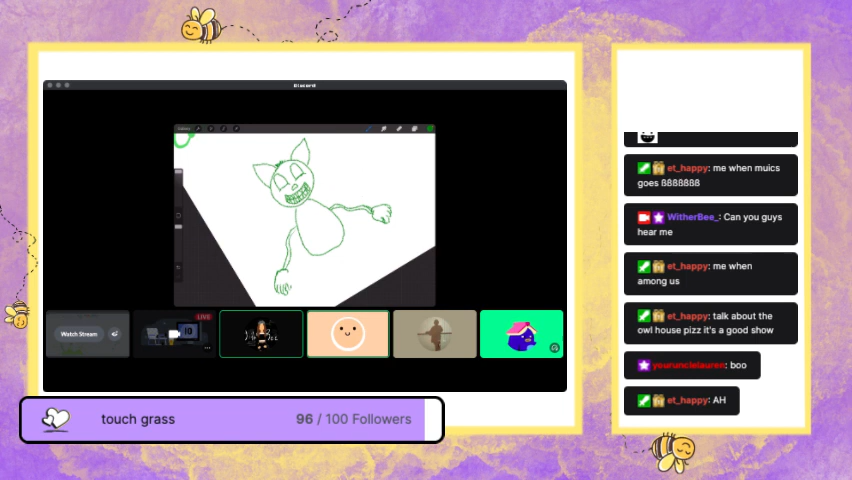 Discord
Gallery
Watch Stream
LIVE
et_happy: me when muics
goes 8888888
WitherBee_: Can you guys
hear me
et_happy: me when
among us
et_happy: talk about the
owl house pizz it's a good show
yoururunclelauren: boo
et_happy: AH
touch grass
96 / 100 Followers